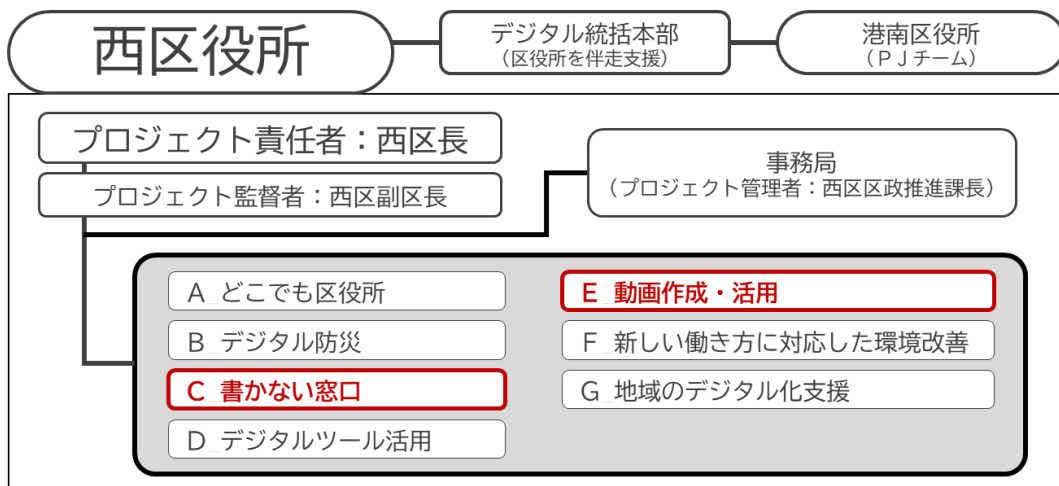 西区役所
デジタル統括本部
（区役所を伴走支援）
港南区役所
（ＰＪチーム）
プロジェクト責任者：西区長
プロジェクト監督者：西区副区長
事務局
（プロジェクト管理者：西区区政推進課長）
Ａ_どこでも区役所
Ｂ_デジタル防災
Ｃ_書かない窓口
Ｄ_デジタルツール活用
Ｅ_動画作成・活用
Ｆ_新しい働き方に対応した環境改善
Ｇ_地域のデジタル化支援